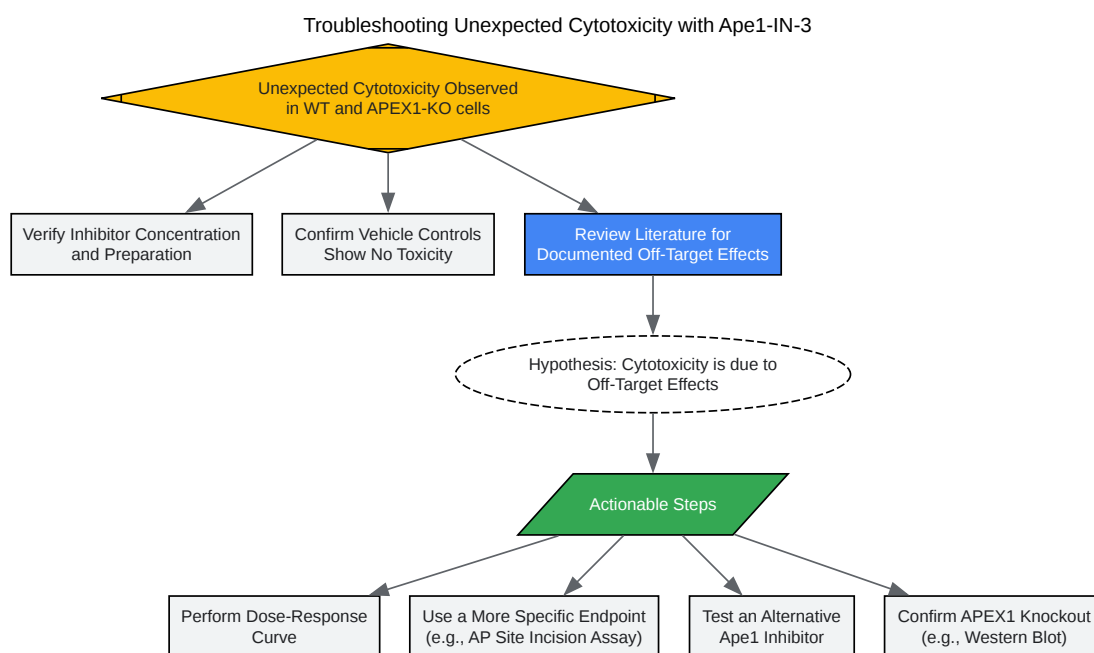 Troubleshooting Unexpected Cytotoxicity with Ape1-IN-3
Unexpected Cytotoxicity Observed
in WT and APEX1-KO cells
Verify Inhibitor Concentration
and Preparation
Confirm Vehicle Controls
Show No Toxicity
Review Literature for
Documented Off-Target Effects
Hypothesis: Cytotoxicity is due to
Off-Target Effects
Actionable Steps
Perform Dose-Response
Curve
Use a More Specific Endpoint
(e.g., AP Site Incision Assay)
Test an Alternative
Ape1 Inhibitor
Confirm APEX1 Knockout
(e.g., Western Blot)